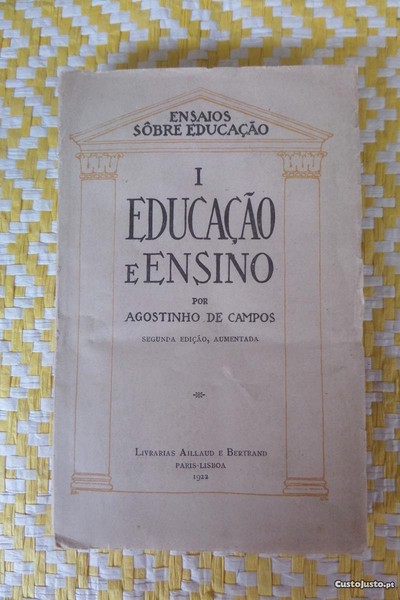 ENSAIOS
SÔBRE EDUCAÇÃO
I
EDUCAÇÃO
E ENSINO
POR
AGOSTINHO DE CAMPOS
SEGUNDA EDIÇÃO, AUMENTADA
LIVRARIAS AILLAUD E BERTRAND
PARIS-LISBOA
1922
CustoJusto.pt